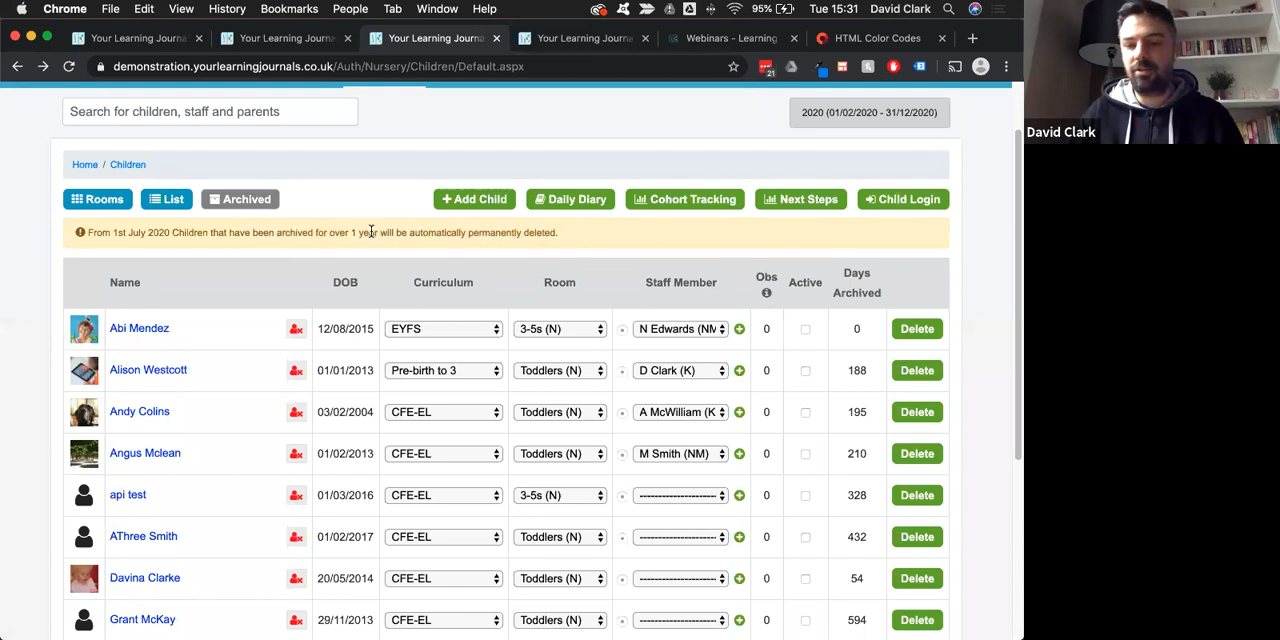 Chrome File Edit View History Bookmarks People Tab Window Help 95% Tue 15:31 David Clark
Your Learning Journ Your Learning Journa Your Learning Journa Your Learning Journa Webinars - Learning HTML Color Codes
demonstration.yourlearningjournals.co.uk/Auth/Nursery/Children/Default.aspx 21
David Clark
Search for children, staff and parents 2020 (01/02/2020 - 31/12/2020)
Home / Children
Rooms List Archived + Add Child Daily Diary Cohort Tracking Next Steps Child Login
From 1st July 2020 Children that have been archived for over 1 year will be automatically permanently deleted.
Name DOB Curriculum Room Staff Member Obs Active Days Archived
Abi Mendez 12/08/2015 EYFS 3-5s (N) N Edwards (NM 0 0 Delete
Alison Westcott 01/01/2013 Pre-birth to 3 Toddlers (N) D Clark (K) 0 188 Delete
Andy Colins 03/02/2004 CFE-EL Toddlers (N) A McWilliam (K 0 195 Delete
Angus Mclean 01/02/2013 CFE-EL Toddlers (N) M Smith (NM) 0 210 Delete
api test 01/03/2016 CFE-EL 3-5s (N) --------------------- 0 328 Delete
AThree Smith 01/02/2017 CFE-EL Toddlers (N) --------------------- 0 432 Delete
Davina Clarke 20/05/2014 CFE-EL Toddlers (N) --------------------- 0 54 Delete
Grant McKay 29/11/2013 CFE-EL Toddlers (N) --------------------- 0 594 Delete